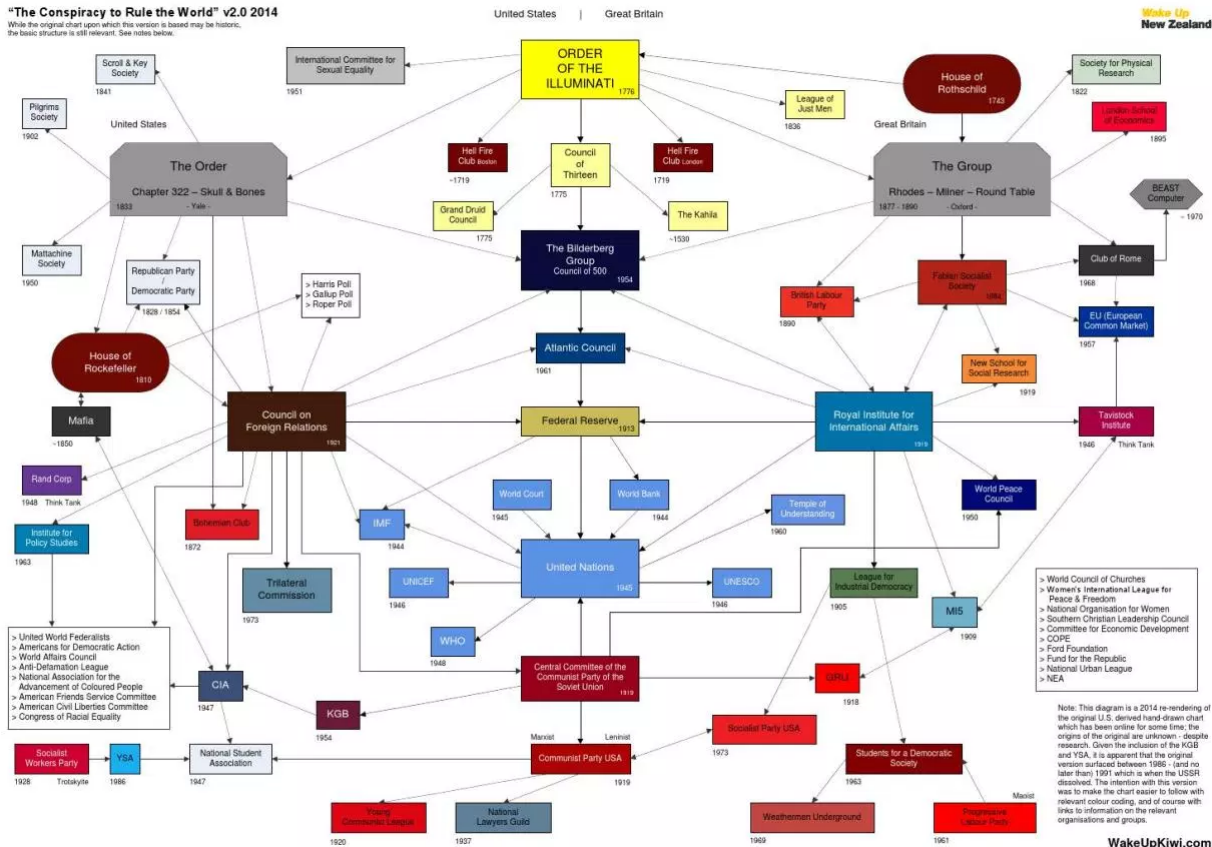 “The Conspiracy to Rule the World” v2.0 2014
While the original chart upon which this version is based may be historic,
the basic structure is still relevant. See notes below.
United States | Great Britain
Wake Up
New Zealand
Scroll & Key
Society
1841
International Committee for
Sexual Equality
1951
ORDER
OF THE
ILLUMINATI
1776
House of
Rothschild
1743
Society for Physical
Research
1822
Pilgrims
Society
1902
United States
League of
Just Men
1836
Great Britain
London School
of Economics
1895
The Order
Chapter 322 – Skull & Bones
1833 - Yale -
Hell Fire
Club Boston
~1719
Council
of
Thirteen
1775
Hell Fire
Club London
1719
The Group
Rhodes – Milner – Round Table
1877 - 1890 - Oxford -
BEAST
Computer
~ 1970
Grand Druid
Council
1775
The Kahila
~1530
Mattachine
Society
1950
Republican Party
/
Democratic Party
1828 / 1854
> Harris Poll
> Gallup Poll
> Roper Poll
The Bilderberg
Group
Council of 500
1954
British Labour
Party
1890
Fabian Socialist
Society
1884
Club of Rome
1968
EU (European
Common Market)
1957
House of
Rockefeller
1810
Atlantic Council
1961
New School for
Social Research
1919
Mafia
~1850
Council on
Foreign Relations
1921
Federal Reserve
1913
Royal Institute for
International Affairs
1919
Tavistock
Institute
1946 Think Tank
Rand Corp
1948 Think Tank
Bohemian Club
1872
IMF
1944
World Court
1945
World Bank
1944
Temple of
Understanding
1960
World Peace
Council
1950
Institute for
Policy Studies
1963
Trilateral
Commission
1973
UNICEF
1946
United Nations
1945
UNESCO
1946
League for
Industrial Democracy
1905
MI5
1909
> World Council of Churches
> Women's International League for
Peace & Freedom
> National Organisation for Women
> Southern Christian Leadership Council
> Committee for Economic Development
> COPE
> Ford Foundation
> Fund for the Republic
> National Urban League
> NEA
WHO
1948
> United World Federalists
> Americans for Democratic Action
> World Affairs Council
> Anti-Defamation League
> National Association for the
Advancement of Coloured People
> American Friends Service Committee
> American Civil Liberties Committee
> Congress of Racial Equality
CIA
1947
KGB
1954
Central Committee of the
Communist Party of the
Soviet Union
1919
GRU
1918
Socialist Party USA
1973
Note: This diagram is a 2014 re-rendering of
the original U.S. derived hand-drawn chart
which has been online for some time; the
origins of the original are unknown - despite
research. Given the inclusion of the KGB
and YSA, it is apparent that the original
version surfaced between 1986 - (and no
later than) 1991 which is when the USSR
dissolved. The intention with this version
was to make the chart easier to follow with
relevant colour coding, and of course with
links to information on the relevant
organisations and groups.
Socialist
Workers Party
1928 Trotskyite
YSA
1986
National Student
Association
1947
Marxist Leninist
Communist Party USA
1919
Students for a Democratic
Society
1963
Young
Communist League
1920
National
Lawyers Guild
1937
Weathermen Underground
1969
Maoist
Progressive
Labour Party
1961
WakeUpKiwi.com